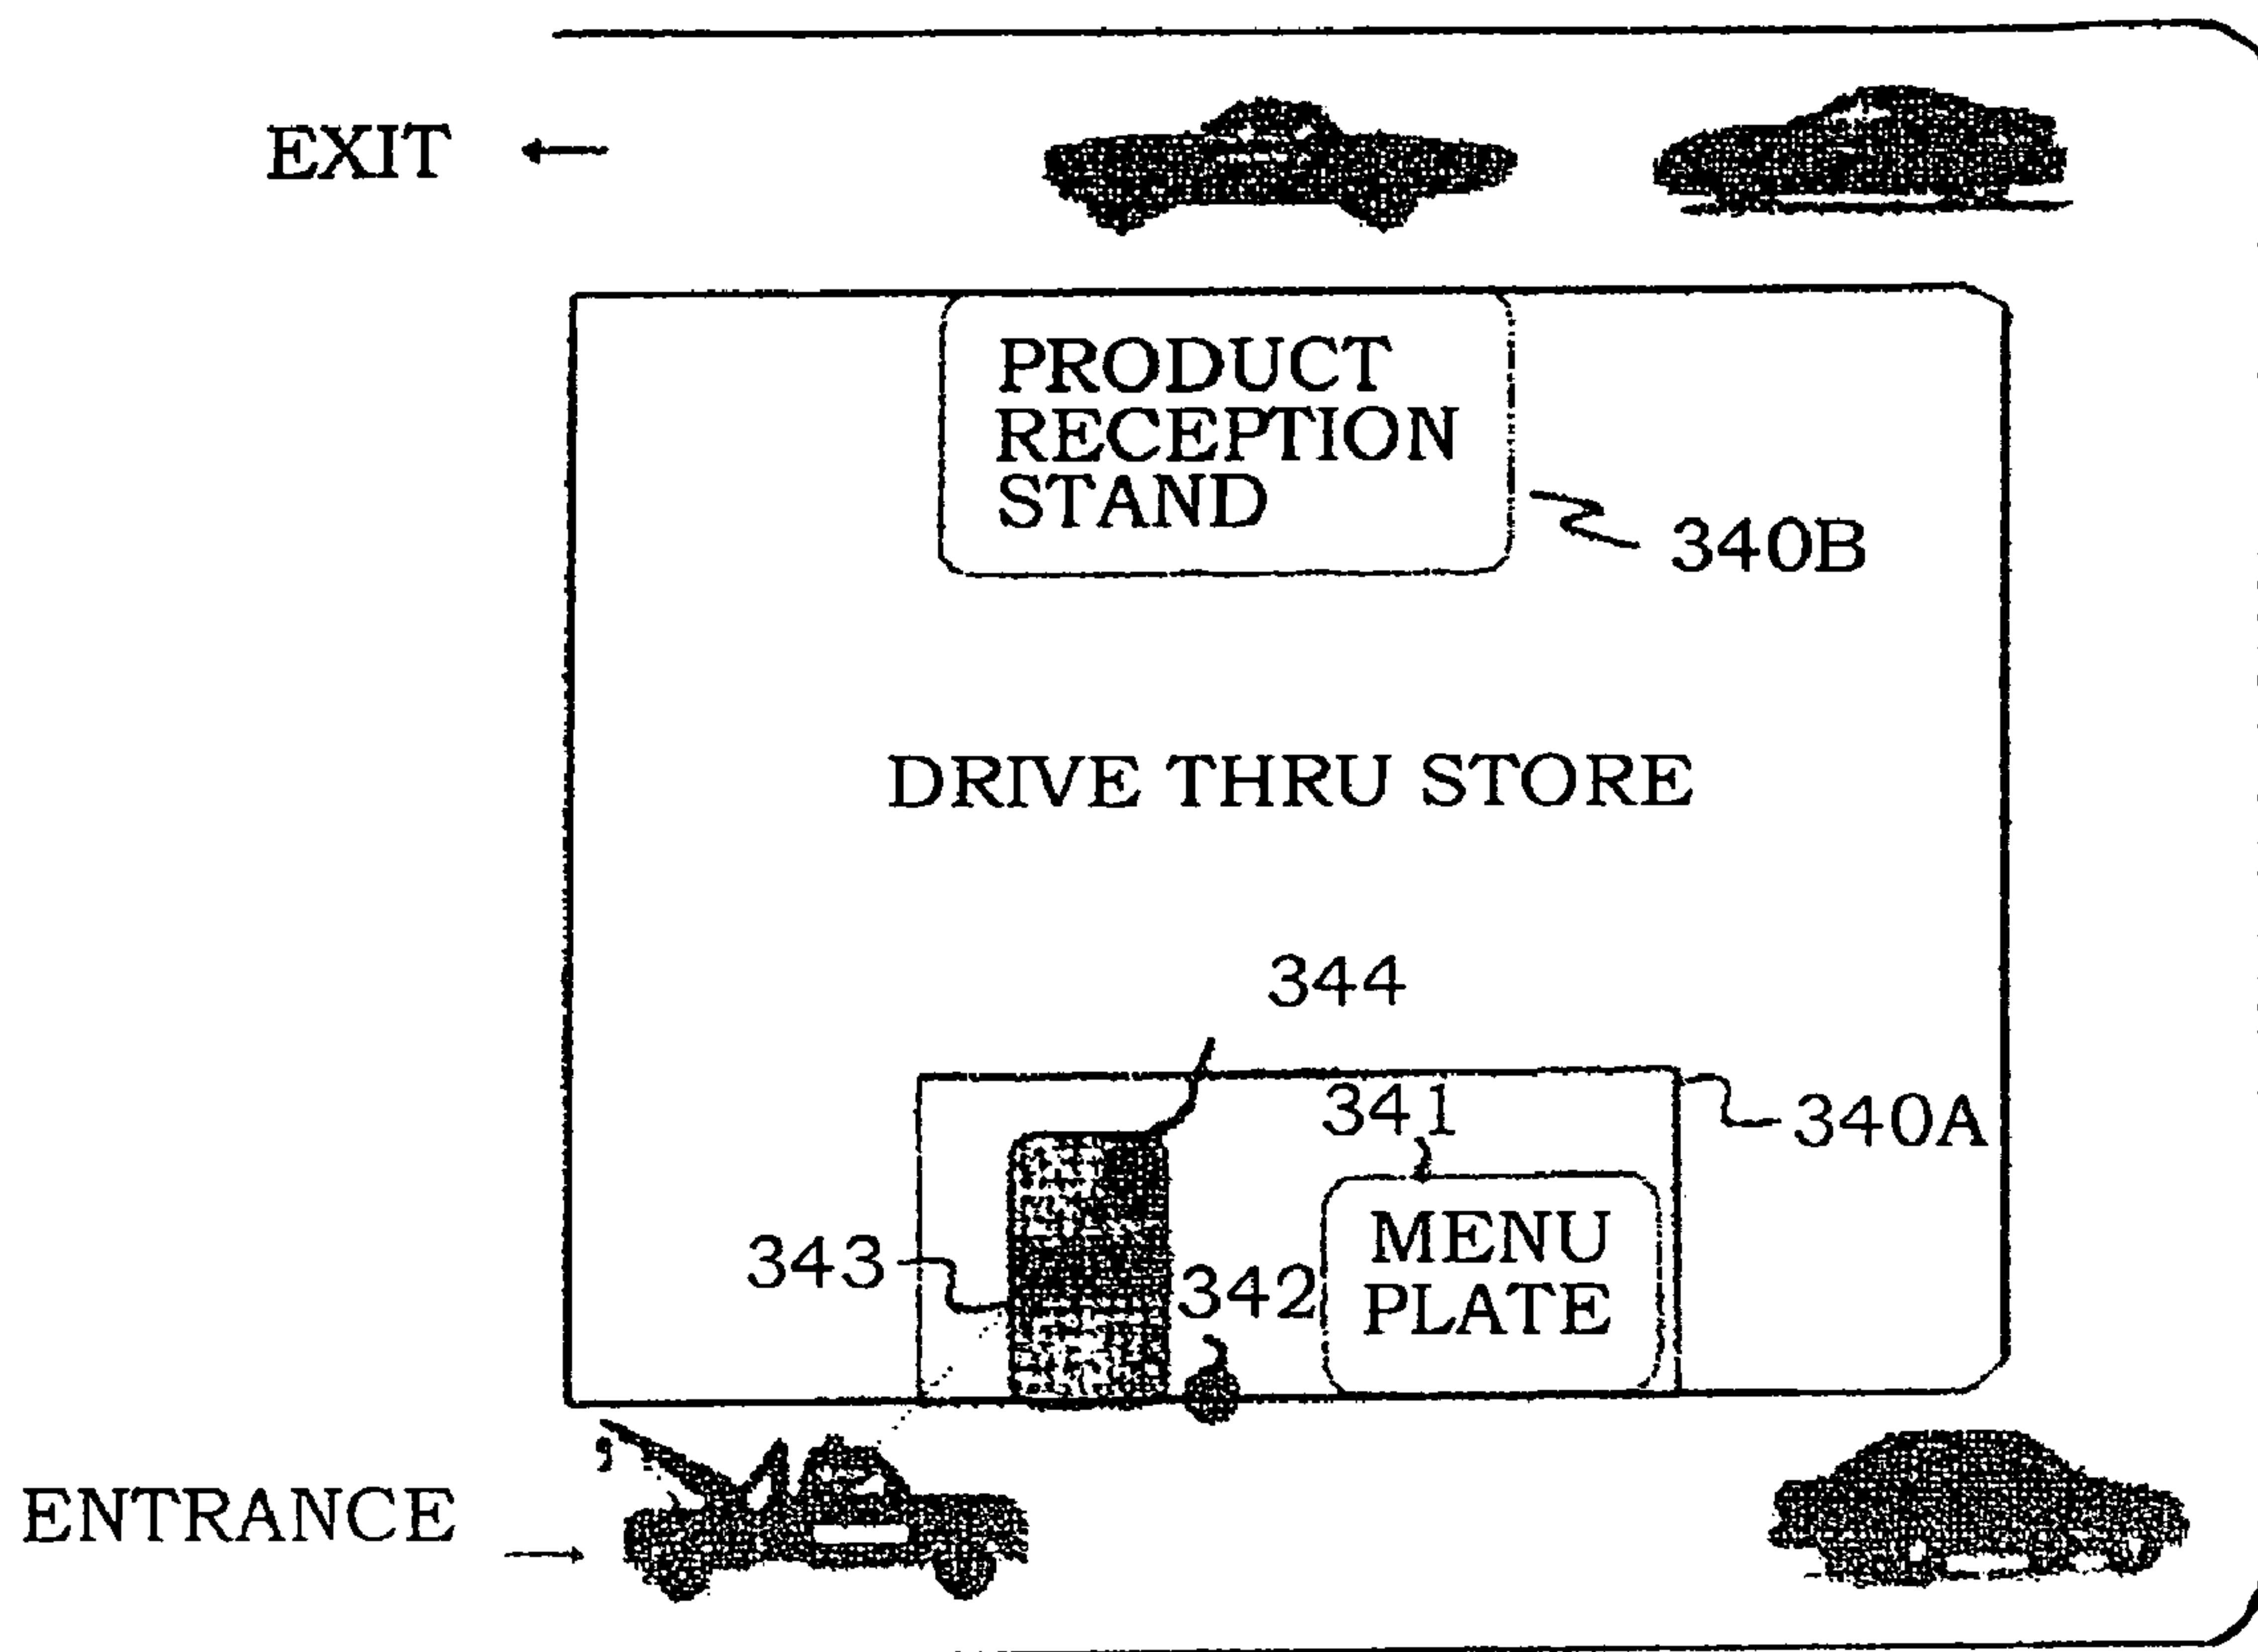 EXIT
PRODUCT
RECEPTION
STAND
340B
DRIVE THRU STORE
344
341
340A
343
342
MENU
PLATE
ENTRANCE